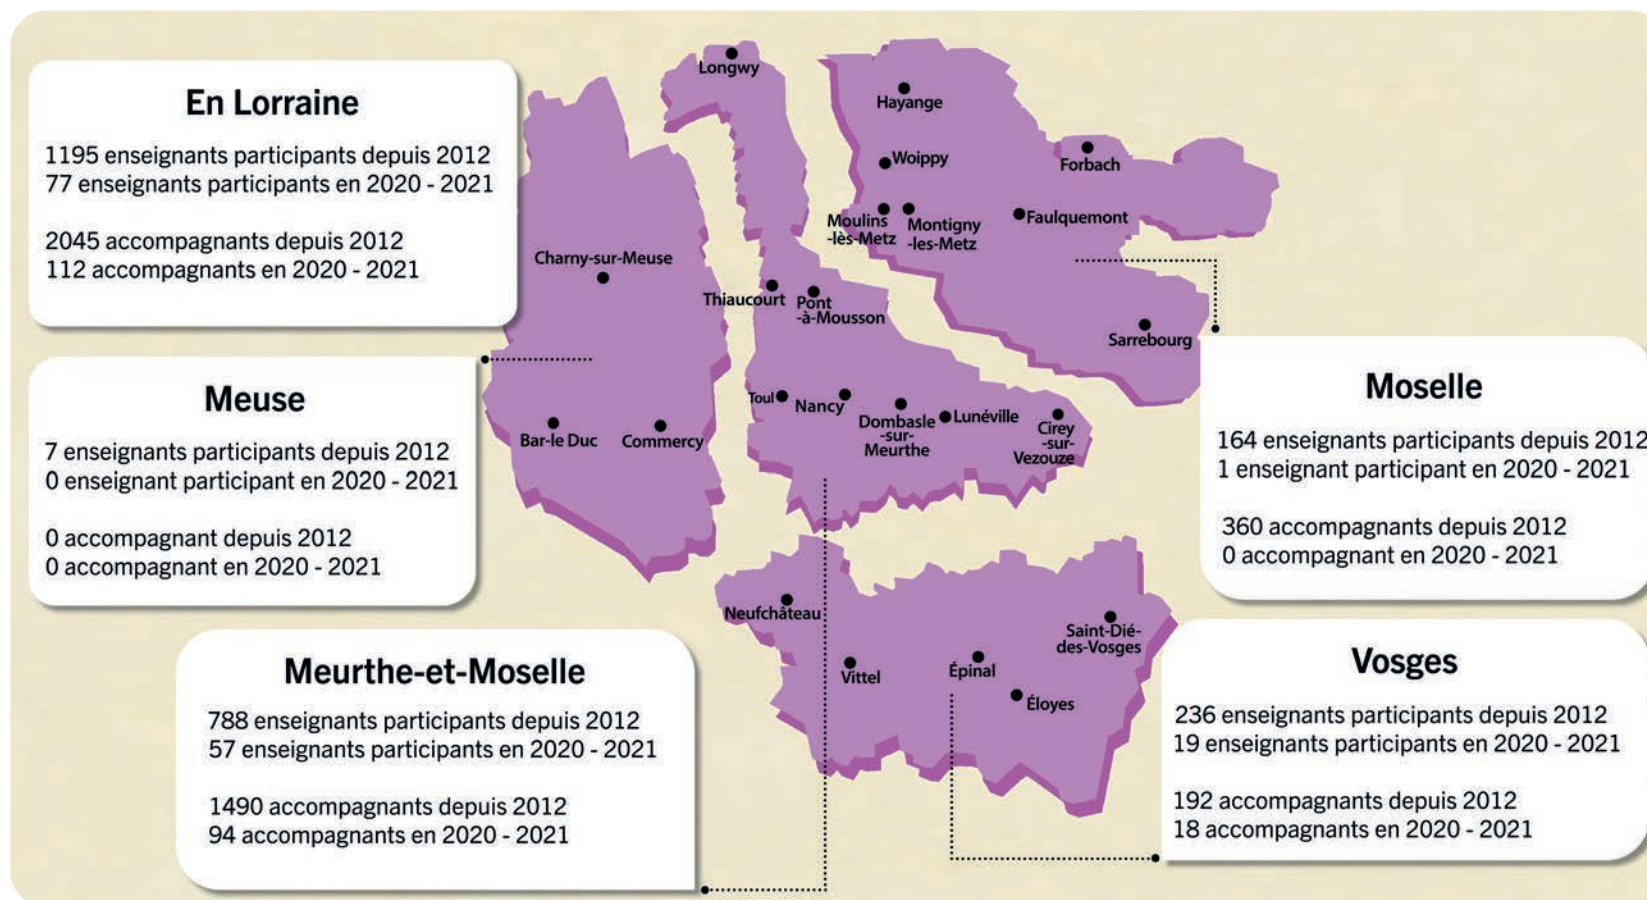 En Lorraine
1195 enseignants participants depuis 2012
77 enseignants participants en 2020 - 2021
2045 accompagnants depuis 2012
112 accompagnants en 2020 - 2021
Meuse
7 enseignants participants depuis 2012
0 enseignant participant en 2020 - 2021
0 accompagnant depuis 2012
0 accompagnant en 2020 - 2021
Meurthe-et-Moselle
788 enseignants participants depuis 2012
57 enseignants participants en 2020 - 2021
1490 accompagnants depuis 2012
94 accompagnants en 2020 - 2021
Moselle
164 enseignants participants depuis 2012
1 enseignant participant en 2020 - 2021
360 accompagnants depuis 2012
0 accompagnant en 2020 - 2021
Vosges
236 enseignants participants depuis 2012
19 enseignants participants en 2020 - 2021
192 accompagnants depuis 2012
18 accompagnants en 2020 - 2021
Longwy
Hayange
Woippy
Forbach
Moulins
-lès-Metz
Montigny
-les-Metz
Faulquemont
Sarrebourg
Charny-sur-Meuse
Bar-le Duc
Commercy
Thiaucourt
Pont
-à-Mousson
Toul
Nancy
Dombasle
-sur-
Meurthe
Lunéville
Cirey
-sur-
Vezouze
Neufchâteau
Vittel
Épinal
Éloyes
Saint-Dié-
des-Vosges